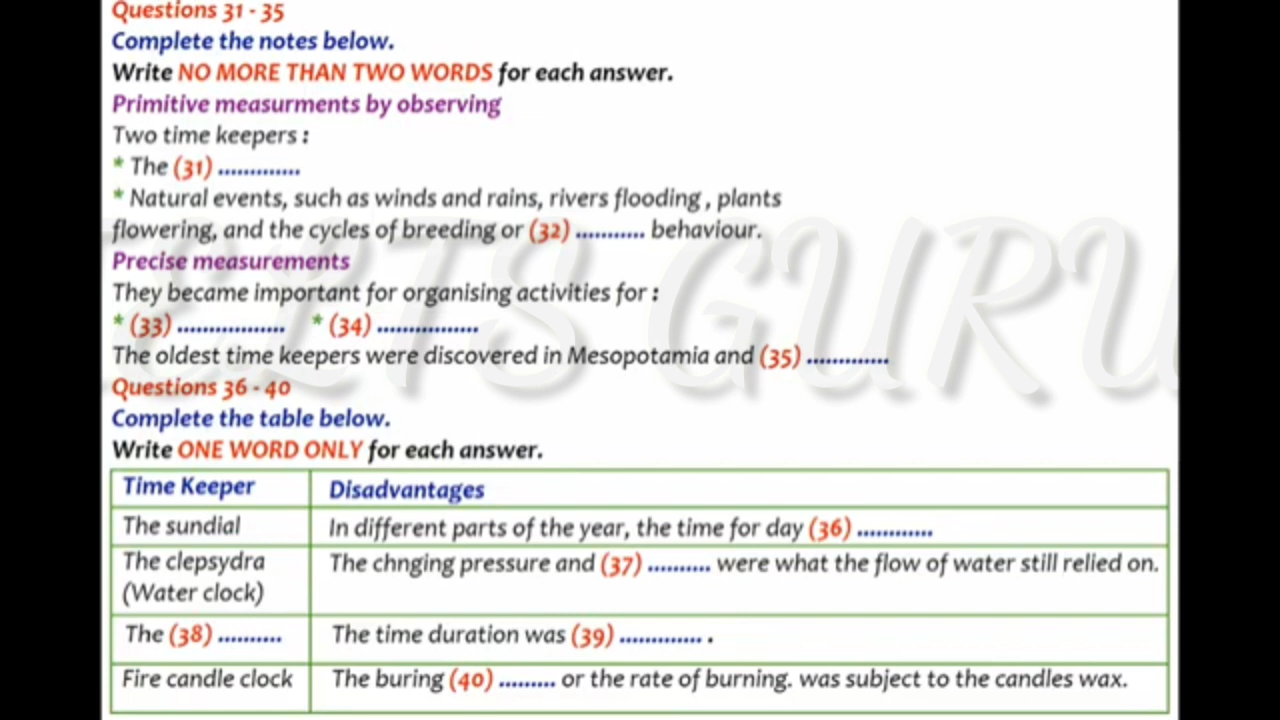 Questions 31 - 35
Complete the notes below.
Write NO MORE THAN TWO WORDS for each answer.
Primitive measurments by observing
Two time keepers :
* The (31) .............
* Natural events, such as winds and rains, rivers flooding , plants
flowering, and the cycles of breeding or (32) ........... behaviour.
Precise measurements
They became important for organising activities for :
* (33) .................. * (34) .................
The oldest time keepers were discovered in Mesopotamia and (35) .............
IELTS GURU
Questions 36 - 40
Complete the table below.
Write ONE WORD ONLY for each answer.
Time Keeper Disadvantages
The sundial In different parts of the year, the time for day (36) ............
The clepsydra The chnging pressure and (37) .......... were what the flow of water still relied on.
(Water clock)
The (38) .......... The time duration was (39) ............. .
Fire candle clock The buring (40) ......... or the rate of burning. was subject to the candles wax.